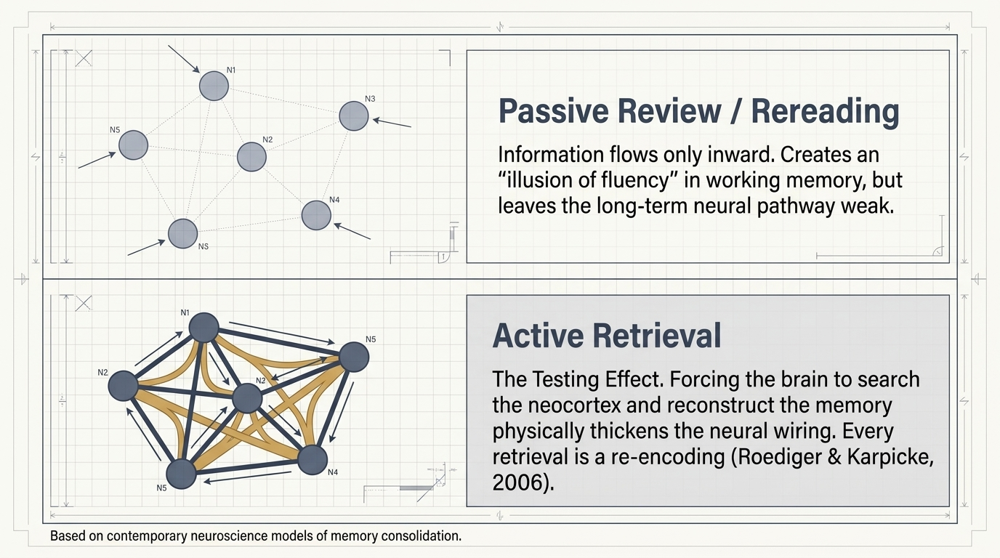 N1
N3
N5
N2
N4
NS
Passive Review / Rereading
Information flows only inward. Creates an
“illusion of fluency” in working memory, but
leaves the long-term neural pathway weak.
N1
N5
N2
N2
N4
N5
Active Retrieval
The Testing Effect. Forcing the brain to search
the neocortex and reconstruct the memory
physically thickens the neural wiring. Every
retrieval is a re-encoding (Roediger & Karpicke,
2006).
Based on contemporary neuroscience models of memory consolidation.